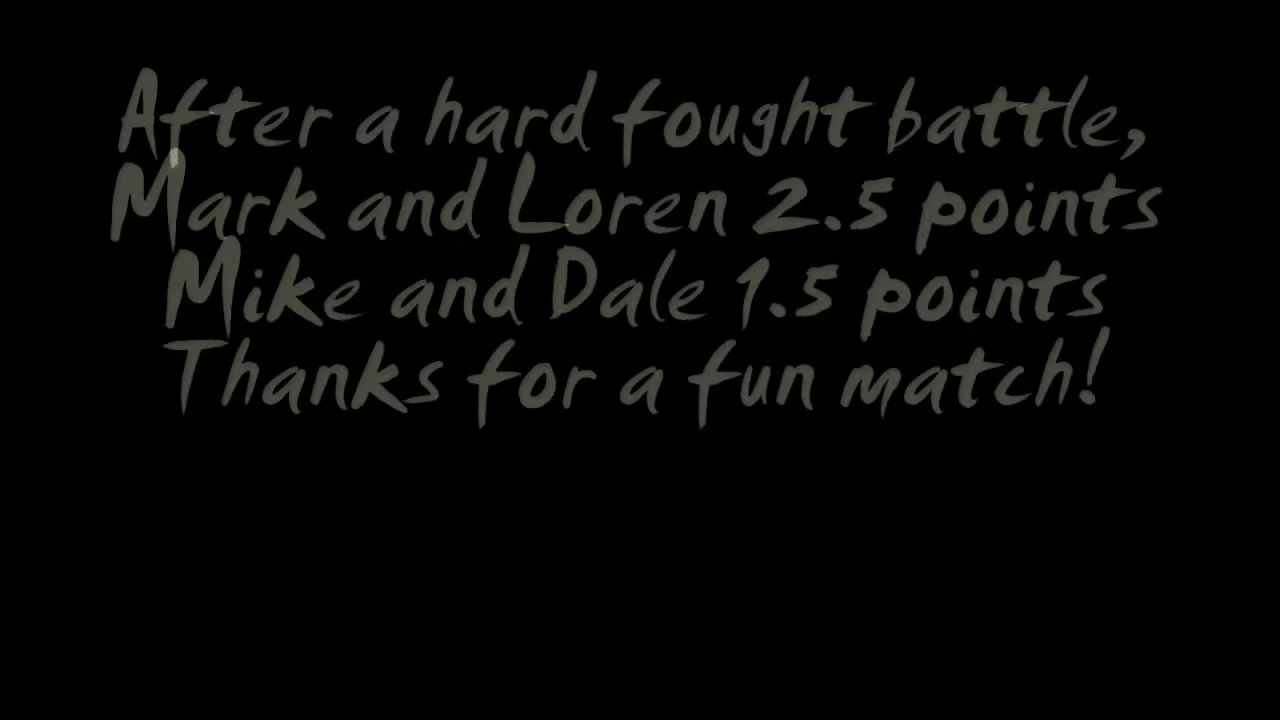 After a hard fought battle,
Mark and Loren 2.5 points
Mike and Dale 1.5 points
Thanks for a fun match!